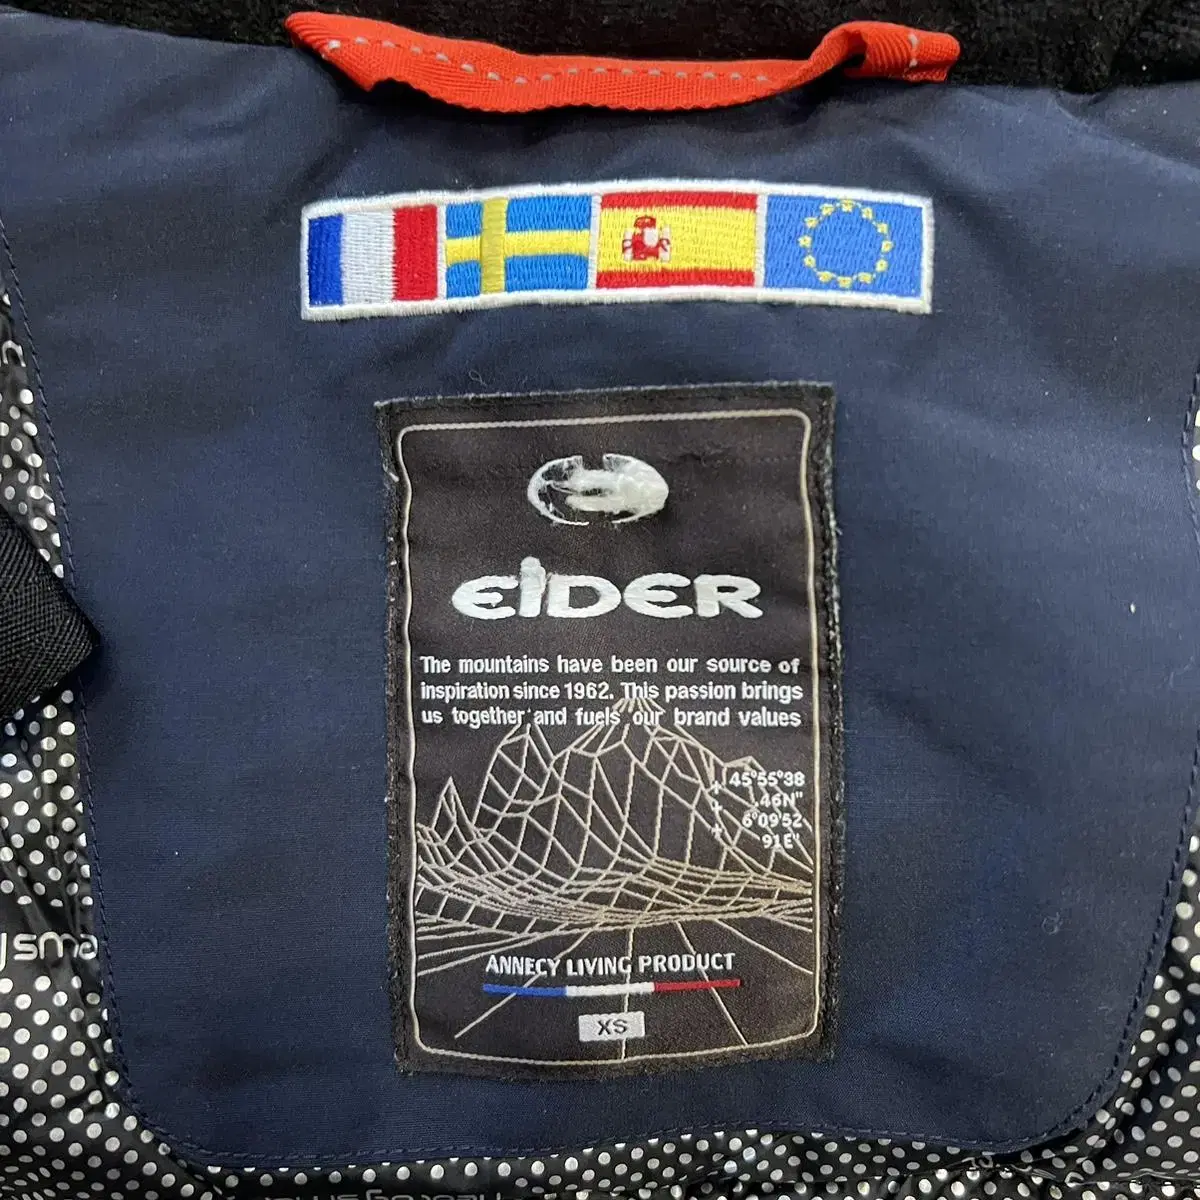 EIDER
The mountains have been our source of
inspiration since 1962. This passion brings
us together and fuels our brand values
45°55°38
.46N"
6°09'52
91E"
ANNECY LIVING PRODUCT
XS
sma